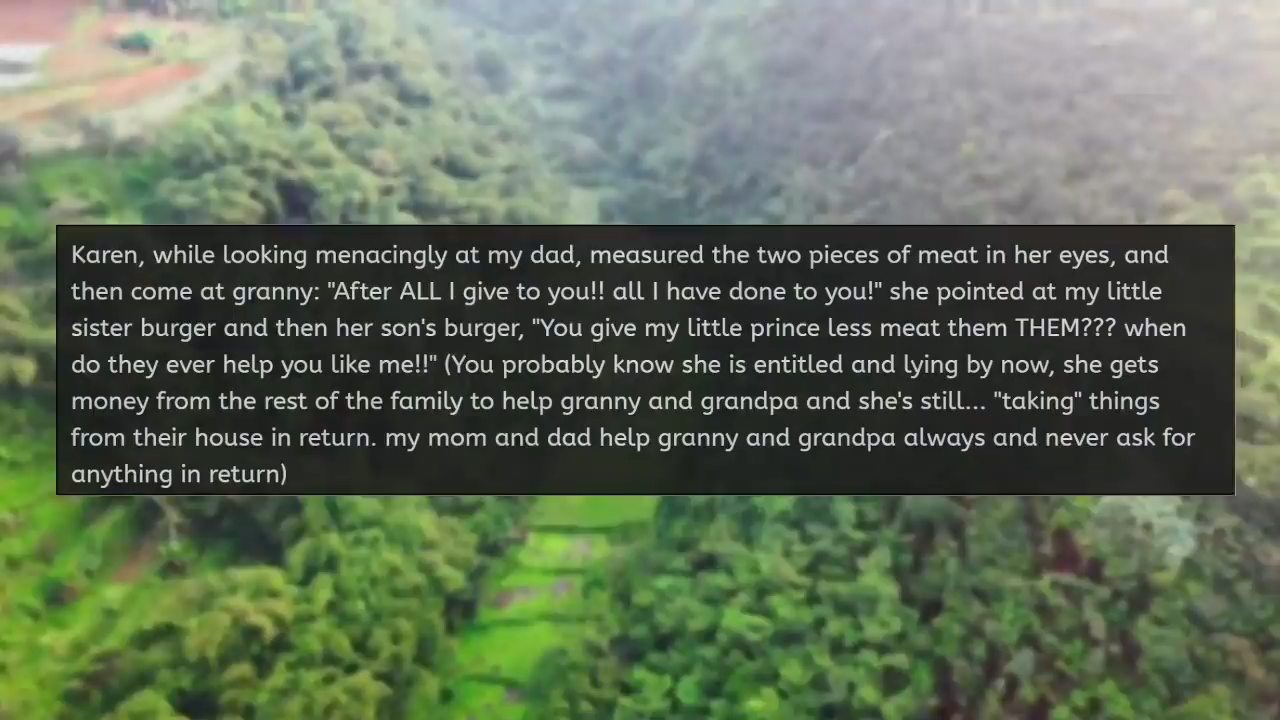 Karen, while looking menacingly at my dad, measured the two pieces of meat in her eyes, and
then come at granny: "After ALL I give to you!! all I have done to you!" she pointed at my little
sister burger and then her son's burger, "You give my little prince less meat them THEM??? when
do they ever help you like me!!" (You probably know she is entitled and lying by now, she gets
money from the rest of the family to help granny and grandpa and she's still... "taking" things
from their house in return. my mom and dad help granny and grandpa always and never ask for
anything in return)